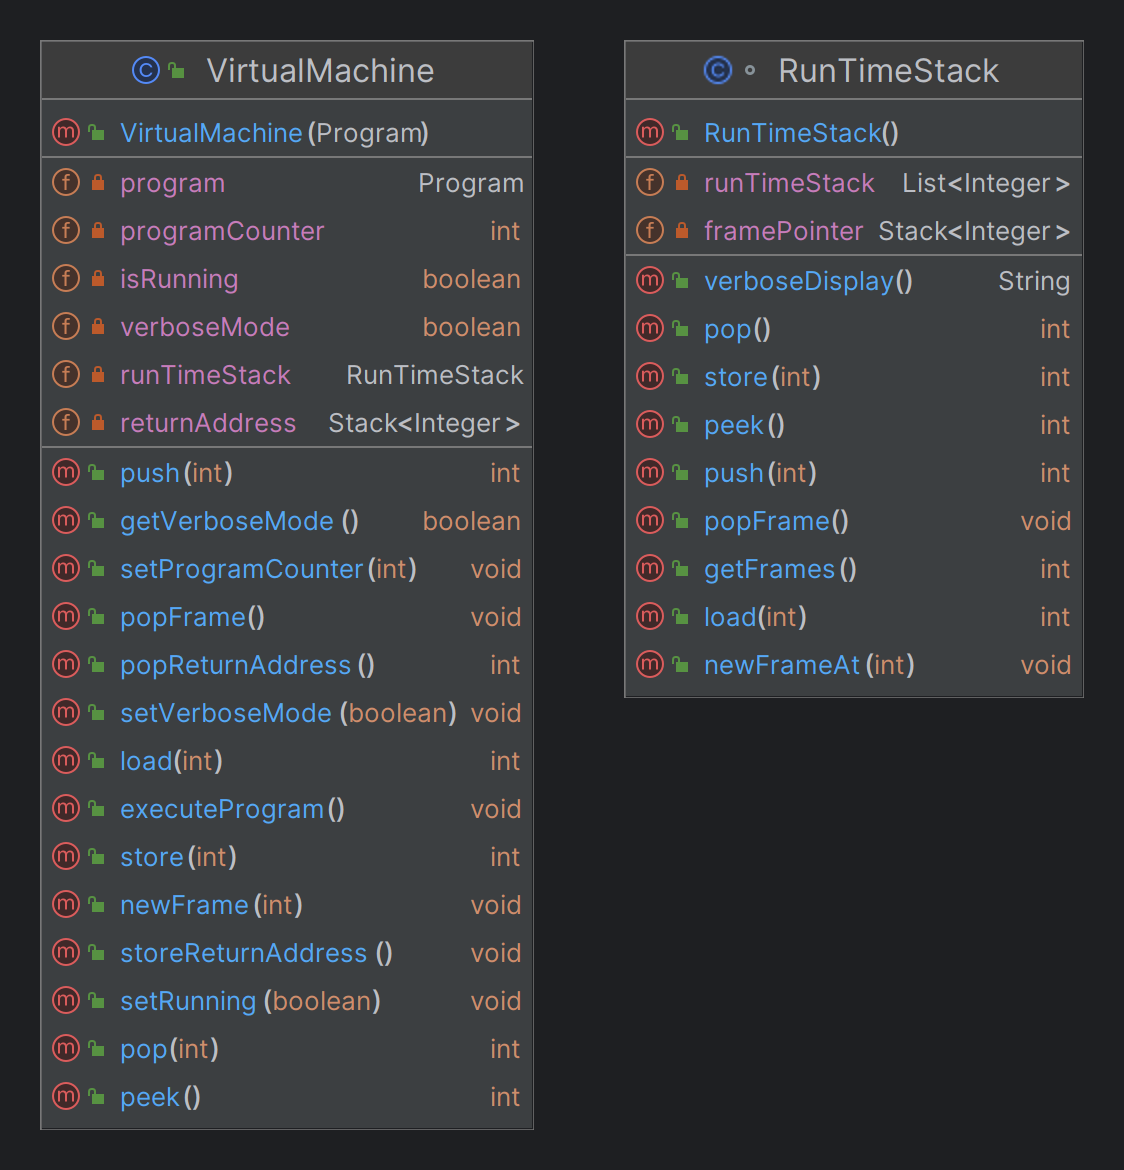 VirtualMachine
VirtualMachine(Program)
program Program
programCounter int
isRunning boolean
verboseMode boolean
runTimeStack RunTimeStack
returnAddress Stack<Integer>
push(int) int
getVerboseMode() boolean
setProgramCounter(int) void
popFrame() void
popReturnAddress() int
setVerboseMode(boolean) void
load(int) int
executeProgram() void
store(int) int
newFrame(int) void
storeReturnAddress() void
setRunning(boolean) void
pop(int) int
peek() int
RunTimeStack
RunTimeStack()
runTimeStack List<Integer>
framePointer Stack<Integer>
verboseDisplay() String
pop() int
store(int) int
peek() int
push(int) int
popFrame() void
getFrames() int
load(int) int
newFrameAt(int) void